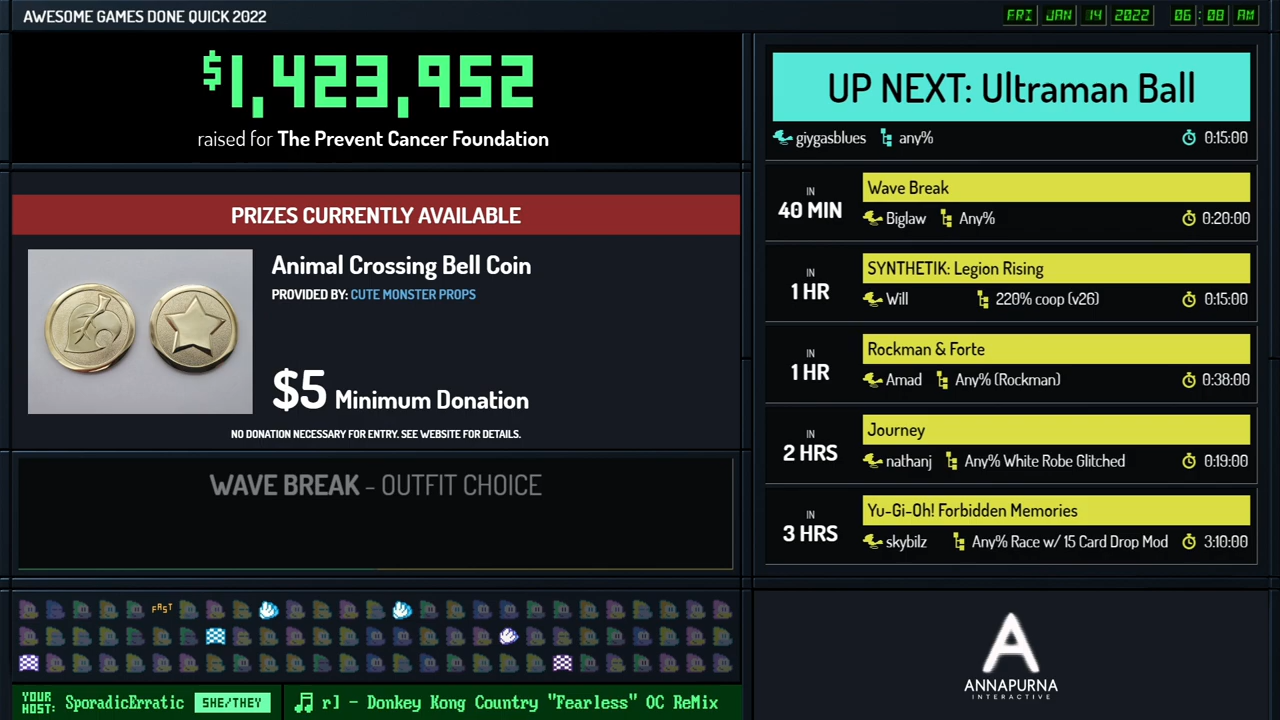 AWESOME GAMES DONE QUICK 2022
FRI JAN 14 2022 06:08 AM
$1,423,952
raised for The Prevent Cancer Foundation
PRIZES CURRENTLY AVAILABLE
Animal Crossing Bell Coin
PROVIDED BY: CUTE MONSTER PROPS
$5 Minimum Donation
NO DONATION NECESSARY FOR ENTRY. SEE WEBSITE FOR DETAILS.
WAVE BREAK - OUTFIT CHOICE
FAST
YOUR HOST: SporadicErratic SHE/THEY
r] - Donkey Kong Country "Fearless" OC ReMix
UP NEXT: Ultraman Ball
giygasblues any% 0:15:00
IN 40 MIN
Wave Break
Biglaw Any% 0:20:00
IN 1 HR
SYNTHETIK: Legion Rising
Will 220% coop (v26) 0:15:00
IN 1 HR
Rockman & Forte
Amad Any% (Rockman) 0:38:00
IN 2 HRS
Journey
nathanj Any% White Robe Glitched 0:19:00
IN 3 HRS
Yu-Gi-Oh! Forbidden Memories
skybilz Any% Race w/ 15 Card Drop Mod 3:10:00
ANNAPURNA
INTERACTIVE